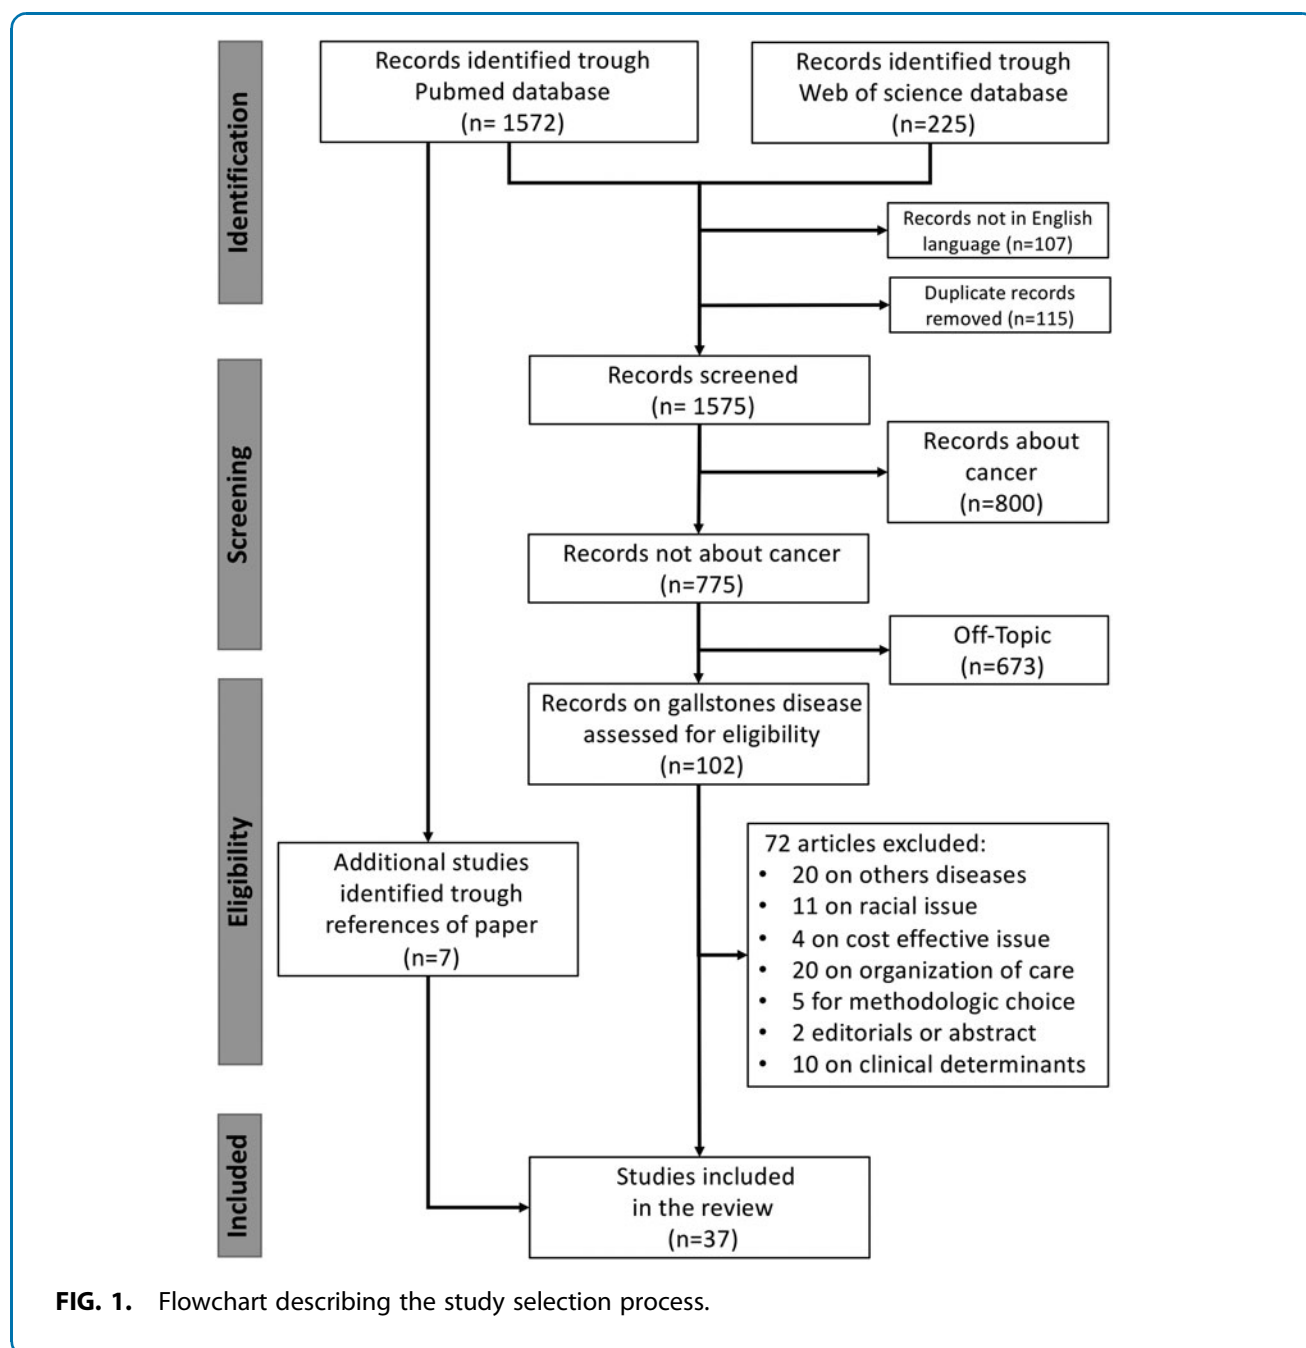 Identification
Records identified trough
Pubmed database
(n= 1572)
Records identified trough
Web of science database
(n=225)
Records not in English
language (n=107)
Duplicate records
removed (n=115)
Screening
Records screened
(n= 1575)
Records about
cancer
(n=800)
Records not about cancer
(n=775)
Off-Topic
(n=673)
Eligibility
Records on gallstones disease
assessed for eligibility
(n=102)
Additional studies
identified trough
references of paper
(n=7)
72 articles excluded:
• 20 on others diseases
• 11 on racial issue
• 4 on cost effective issue
• 20 on organization of care
• 5 for methodologic choice
• 2 editorials or abstract
• 10 on clinical determinants
Included
Studies included
in the review
(n=37)
FIG. 1. Flowchart describing the study selection process.